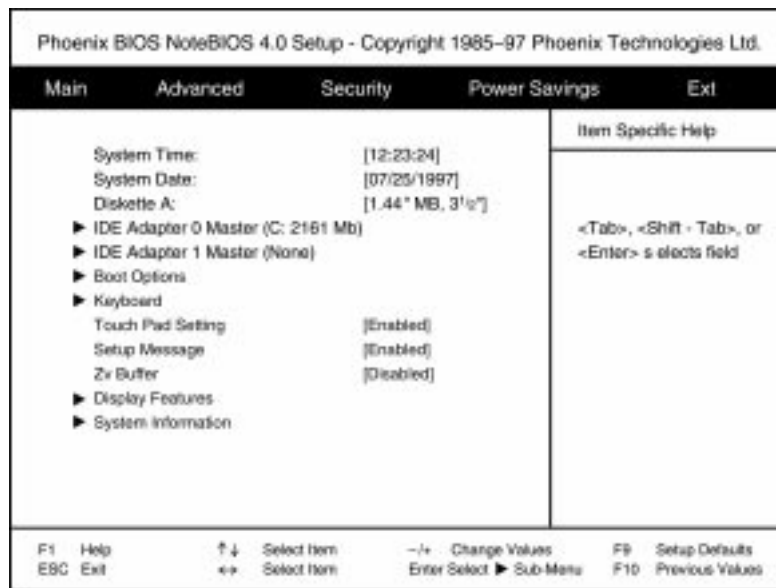 Phoenix BIOS NoteBIOS 4.0 Setup - Copyright 1985–97 Phoenix Technologies Ltd.
Main Advanced Security Power Savings Ext
Item Specific Help
System Time: [12:23:24]
System Date: [07/25/1997]
Diskette A: [1.44" MB, 3½"]
▶ IDE Adapter 0 Master (C: 2161 Mb)
▶ IDE Adapter 1 Master (None)
▶ Boot Options
▶ Keyboard
Touch Pad Setting [Enabled]
Setup Message [Enabled]
Zv Buffer [Disabled]
▶ Display Features
▶ System Information
<Tab>, <Shift - Tab>, or
<Enter> s elects field
F1 Help ↑↓ Select Item –/+ Change Values F9 Setup Defaults
ESC Exit ↔ Select Item Enter Select ▶ Sub-Menu F10 Previous Values